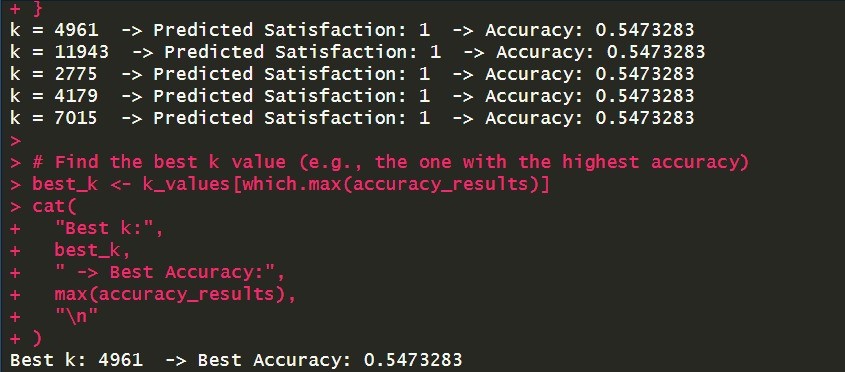 + }
k = 4961  -> Predicted Satisfaction: 1  -> Accuracy: 0.5473283
k = 11943  -> Predicted Satisfaction: 1  -> Accuracy: 0.5473283
k = 2775  -> Predicted Satisfaction: 1  -> Accuracy: 0.5473283
k = 4179  -> Predicted Satisfaction: 1  -> Accuracy: 0.5473283
k = 7015  -> Predicted Satisfaction: 1  -> Accuracy: 0.5473283
>
> # Find the best k value (e.g., the one with the highest accuracy)
> best_k <- k_values[which.max(accuracy_results)]
> cat(
+   "Best k:",
+   best_k,
+   " -> Best Accuracy:",
+   max(accuracy_results),
+   "\n"
+ )
Best k: 4961  -> Best Accuracy: 0.5473283